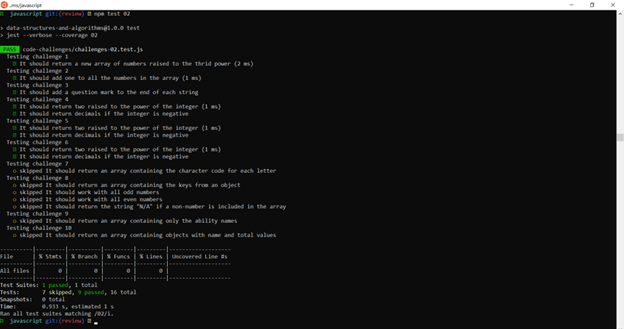 ../ms/javascript
javascript git:(review) npm test 02
> data-structures-and-algorithms@1.0.0 test
> jest --verbose --coverage 02
PASS code-challenges/challenges-02.test.js
Testing challenge 1
It should return a new array of numbers raised to the thrid power (2 ms)
Testing challenge 2
It should add one to all the numbers in the array (1 ms)
Testing challenge 3
It should add a question mark to the end of each string
Testing challenge 4
It should return two raised to the power of the integer (1 ms)
It should return decimals if the integer is negative
Testing challenge 5
It should return two raised to the power of the integer (1 ms)
It should return decimals if the integer is negative
Testing challenge 6
It should return two raised to the power of the integer (1 ms)
It should return decimals if the integer is negative
Testing challenge 7
○ skipped It should return an array containing the character code for each letter
Testing challenge 8
○ skipped It should return an array containing the keys from an object
○ skipped It should work with all odd numbers
○ skipped It should work with all even numbers
○ skipped It should return the string "N/A" if a non-number is included in the array
Testing challenge 9
○ skipped It should return an array containing only the ability names
Testing challenge 10
○ skipped It should return an array containing objects with name and total values
----------|---------|----------|---------|---------|-------------------
File | % Stmts | % Branch | % Funcs | % Lines | Uncovered Line #s
----------|---------|----------|---------|---------|-------------------
All files | 0 | 0 | 0 | 0 |
----------|---------|----------|---------|---------|-------------------
Test Suites: 1 passed, 1 total
Tests: 7 skipped, 9 passed, 16 total
Snapshots: 0 total
Time: 0.933 s, estimated 1 s
Ran all test suites matching /02/i.
javascript git:(review)